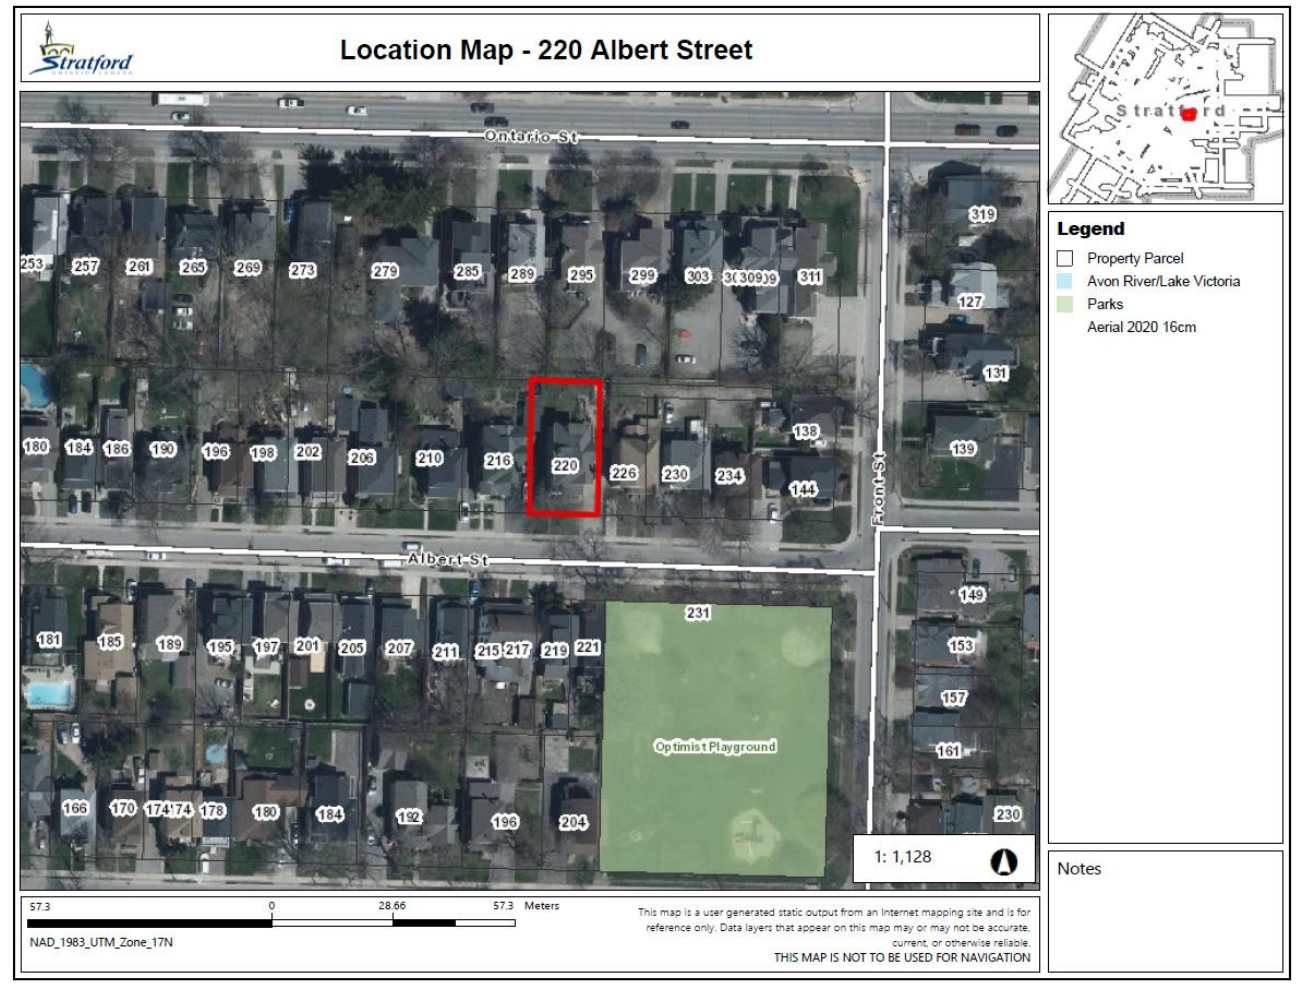 Stratford
ONTARIO CANADA
Location Map - 220 Albert Street
Stratford
Ontario St
319
253 257 261 265 269 273 279 285 289 295 299 303 309 311
127
131
180 184 186 190 196 198 202 206 210 216 220 226 230 234 138
144
139
Front St
Albert St
149
231
181 185 189 195 197 201 205 207 211 215 217 219 221
153
157
161
Optimist Playground
166 170 174 174 178 180 184 192 196 204
230
1: 1,128
Legend
Property Parcel
Avon River/Lake Victoria
Parks
Aerial 2020 16cm
Notes
57.3 0 28.66 57.3 Meters
NAD_1983_UTM_Zone_17N
This map is a user generated static output from an Internet mapping site and is for
reference only. Data layers that appear on this map may or may not be accurate,
current, or otherwise reliable.
THIS MAP IS NOT TO BE USED FOR NAVIGATION